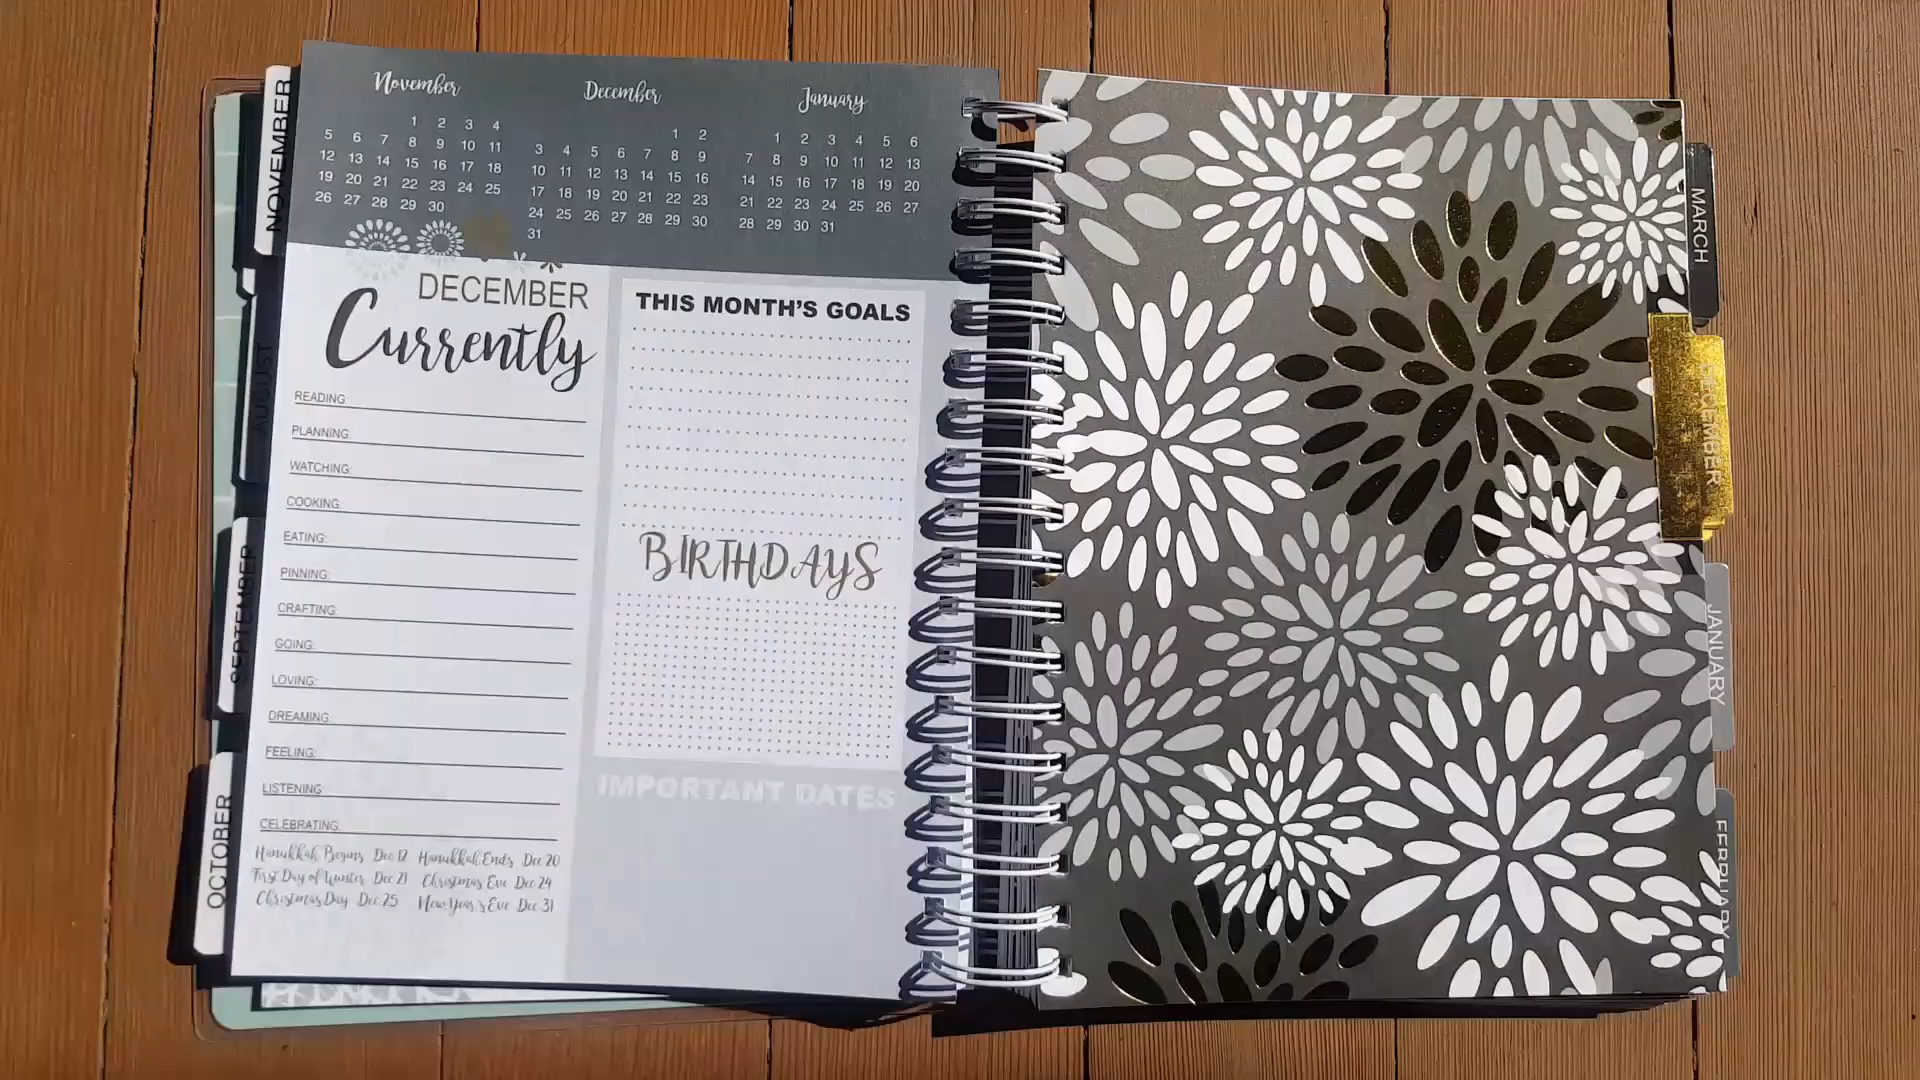 November
1 2 3 4
5 6 7 8 9 10 11
12 13 14 15 16 17 18
19 20 21 22 23 24 25
26 27 28 29 30
December
1 2
3 4 5 6 7 8 9
10 11 12 13 14 15 16
17 18 19 20 21 22 23
24 25 26 27 28 29 30
31
January
1 2 3 4 5 6
7 8 9 10 11 12 13
14 15 16 17 18 19 20
21 22 23 24 25 26 27
28 29 30 31
DECEMBER
Currently
READING:
PLANNING:
WATCHING:
COOKING:
EATING:
PINNING:
CRAFTING:
GOING:
LOVING:
DREAMING:
FEELING:
LISTENING:
CELEBRATING:
Hanukkah Begins Dec 12 Hanukkah Ends Dec 20
First Day of Winter Dec 21 Christmas Eve Dec 24
Christmas Day Dec 25 New Year's Eve Dec 31
THIS MONTH'S GOALS
BIRTHDAYS
IMPORTANT DATES
NOVEMBER
AUGUST
SEPTEMBER
OCTOBER
MARCH
DECEMBER
JANUARY
FEBRUARY